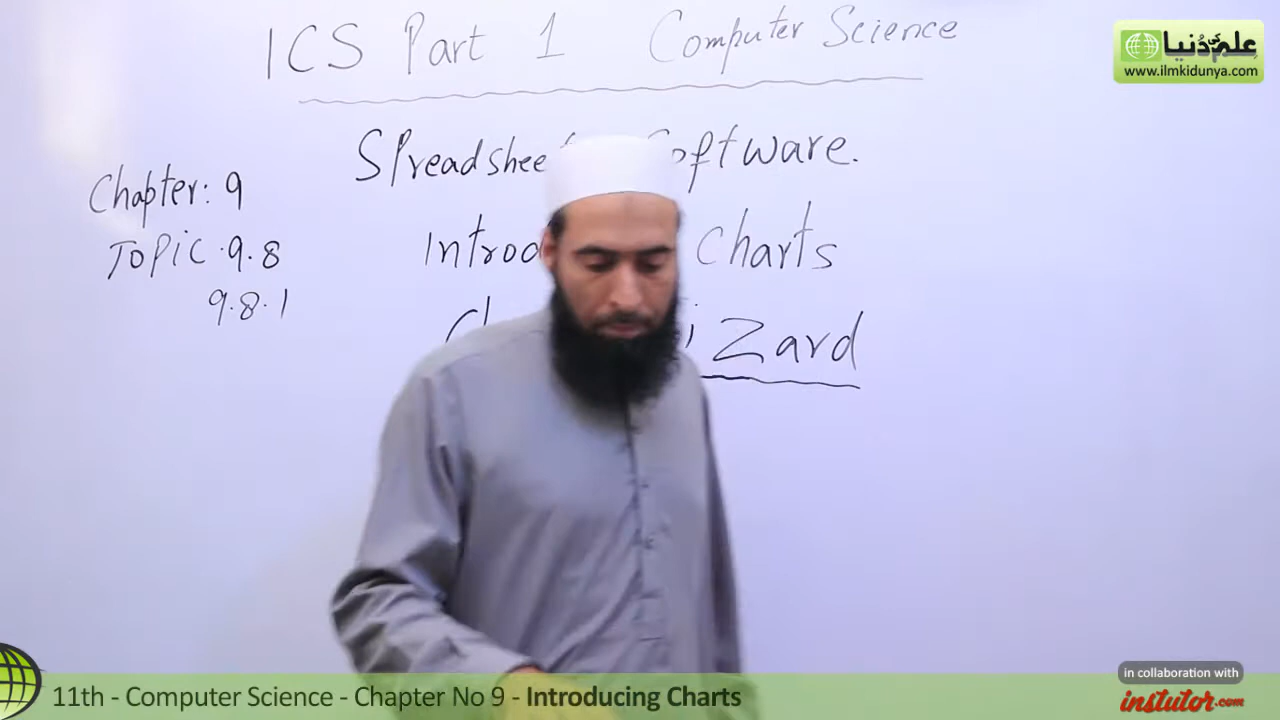 ICS Part 1 Computer Science
علم کی دُنیا
www.ilmkidunya.com
Spreadshee oftware.
Chapter: 9
Introd Charts
Topic 9.8
9.8.1
C izard
in collaboration with
instutor.com
11th - Computer Science - Chapter No 9 - Introducing Charts